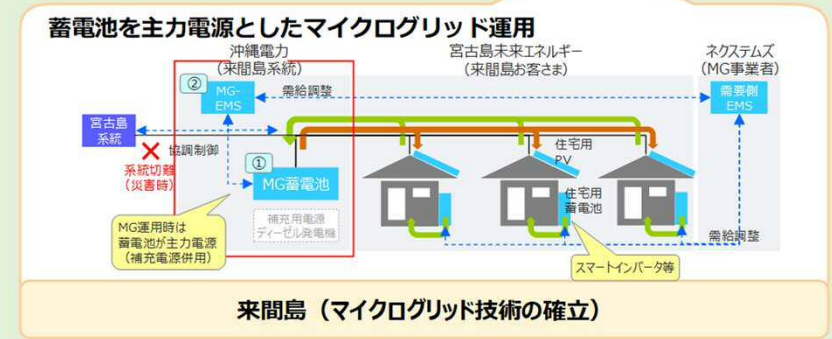 蓄電池を主力電源としたマイクログリッド運用
沖縄電力
（来間島系統）
宮古島未来エネルギー
（来間島お客さま）
ネクステムズ
（MG事業者）
②
MG-
EMS
需給調整
需要側
EMS
宮古島
系統
協調制御
系統切離
（災害時）
①
MG蓄電池
住宅用
PV
住宅用
蓄電池
補充用電源
ディーゼル発電機
MG運用時は
蓄電池が主力電源
（補充電源併用）
需給調整
スマートインバータ等
来間島（マイクログリッド技術の確立）